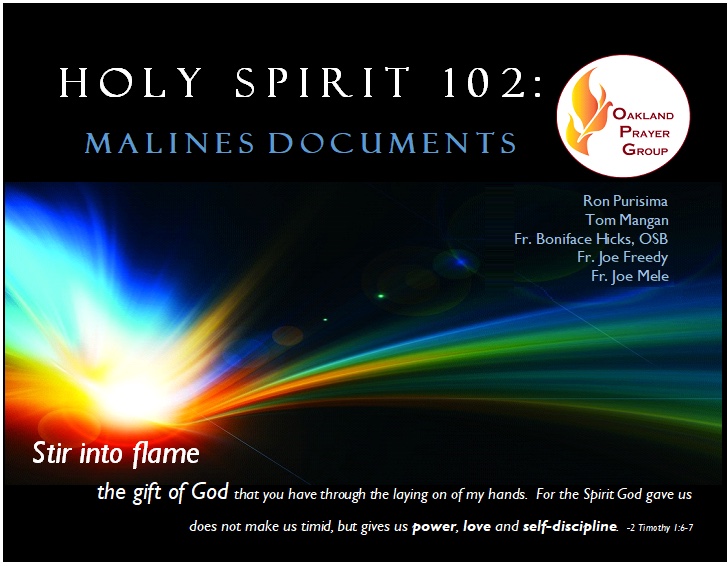 HOLY SPIRIT 102:
MALINES DOCUMENTS
OAKLAND
PRAYER
GROUP
Ron Purisima
Tom Mangan
Fr. Boniface Hicks, OSB
Fr. Joe Freedy
Fr. Joe Mele
Stir into flame
the gift of God that you have through the laying on of my hands.  For the Spirit God gave us
does not make us timid, but gives us power, love and self-discipline.  -2 Timothy 1:6-7